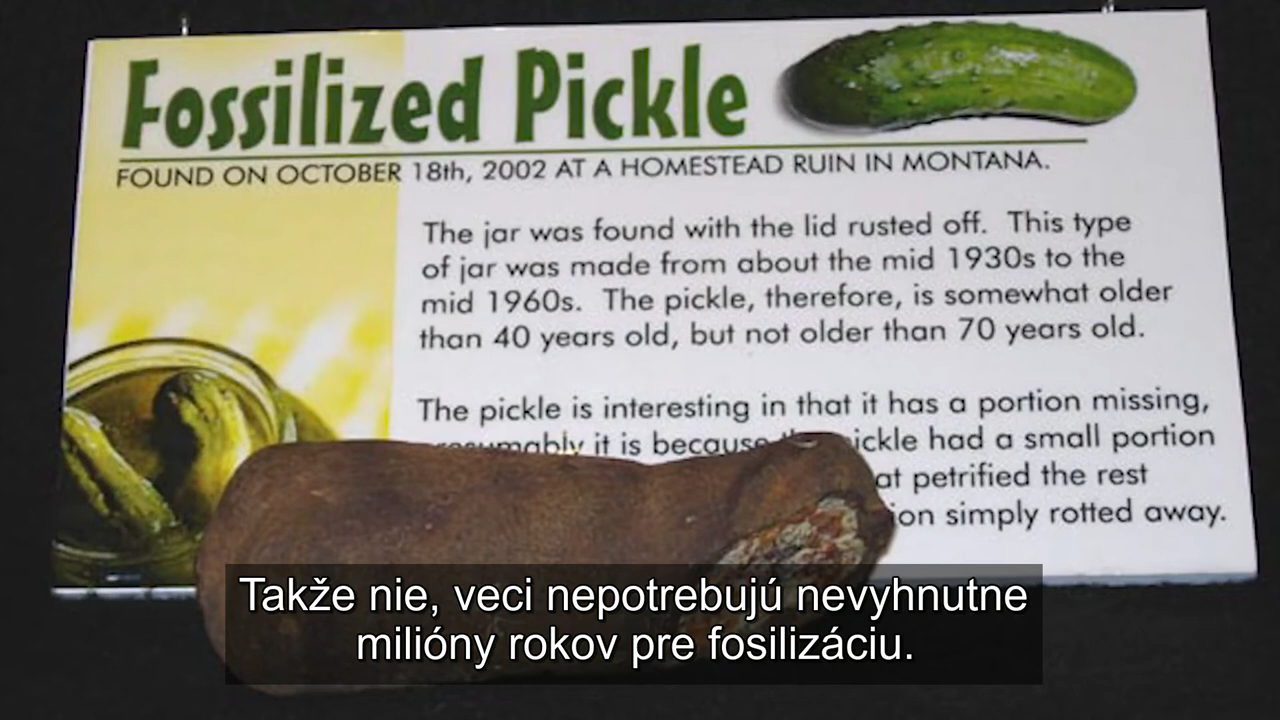 Fossilized Pickle
FOUND ON OCTOBER 18th, 2002 AT A HOMESTEAD RUIN IN MONTANA.
The jar was found with the lid rusted off. This type
of jar was made from about the mid 1930s to the
mid 1960s. The pickle, therefore, is somewhat older
than 40 years old, but not older than 70 years old.
The pickle is interesting in that it has a portion missing,
it is because had a small portion
petrified the rest
simply rotted away.
Takže nie, veci nepotrebujú nevyhnutne
milióny rokov pre fosilizáciu.